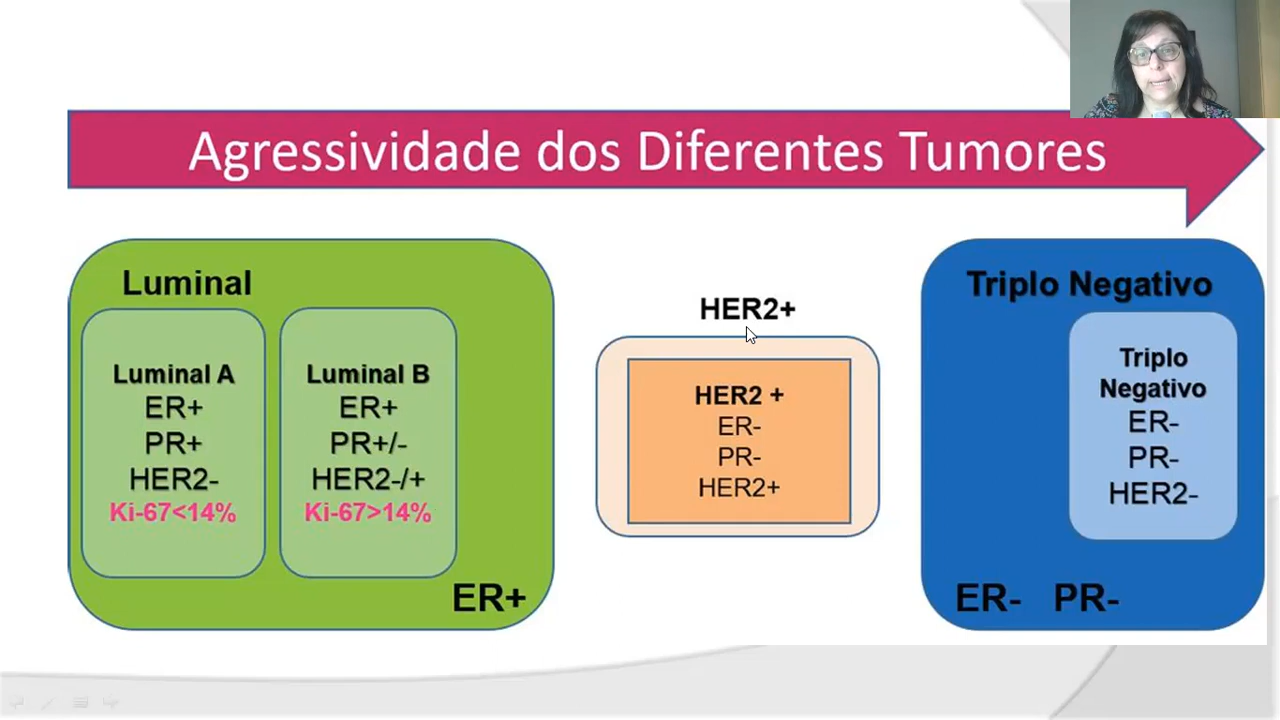 Agressividade dos Diferentes Tumores
Luminal
Luminal A
ER+
PR+
HER2-
Ki-67<14%
Luminal B
ER+
PR+/-
HER2-/+
Ki-67>14%
ER+
HER2+
HER2 +
ER-
PR-
HER2+
Triplo Negativo
Triplo
Negativo
ER-
PR-
HER2-
ER- PR-